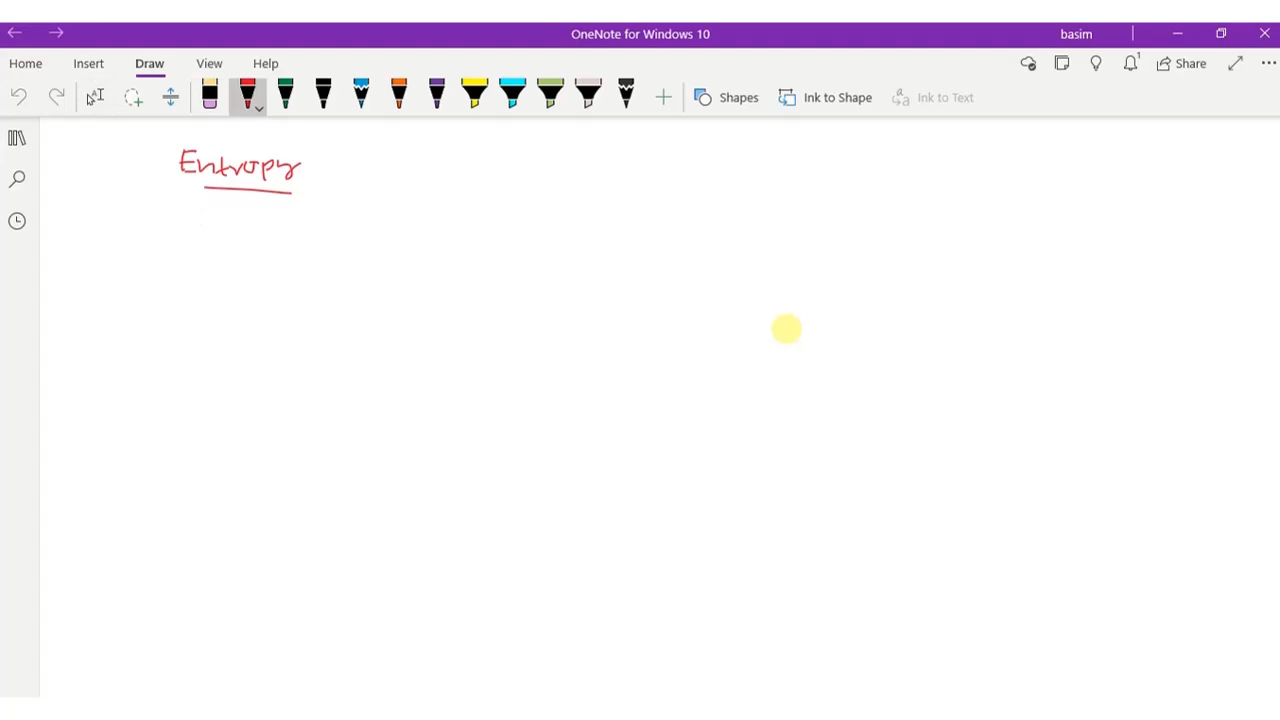 OneNote for Windows 10
basim
Home Insert Draw View Help
1 Share
Shapes Ink to Shape Ink to Text
Entropy